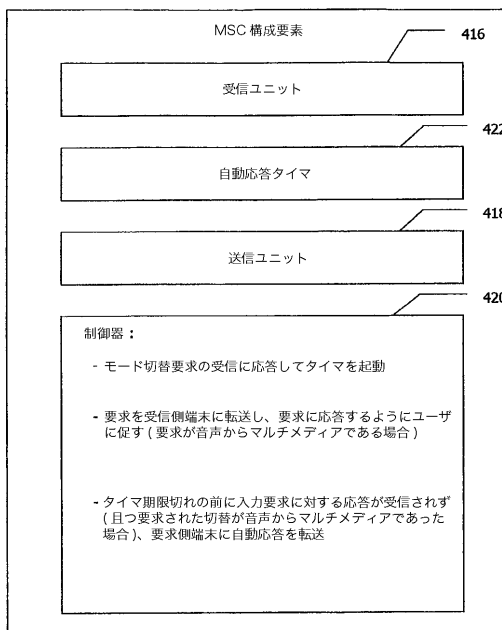 MSC 構成要素
416
受信ユニット
422
自動応答タイマ
418
送信ユニット
420
制御器：
- モード切替要求の受信に応答してタイマを起動
- 要求を受信側端末に転送し、要求に応答するようにユーザ
に促す ( 要求が音声からマルチメディアである場合 )
- タイマ期限切れの前に入力要求に対する応答が受信されず
( 且つ要求された切替が音声からマルチメディアであった
場合 )、要求側端末に自動応答を転送